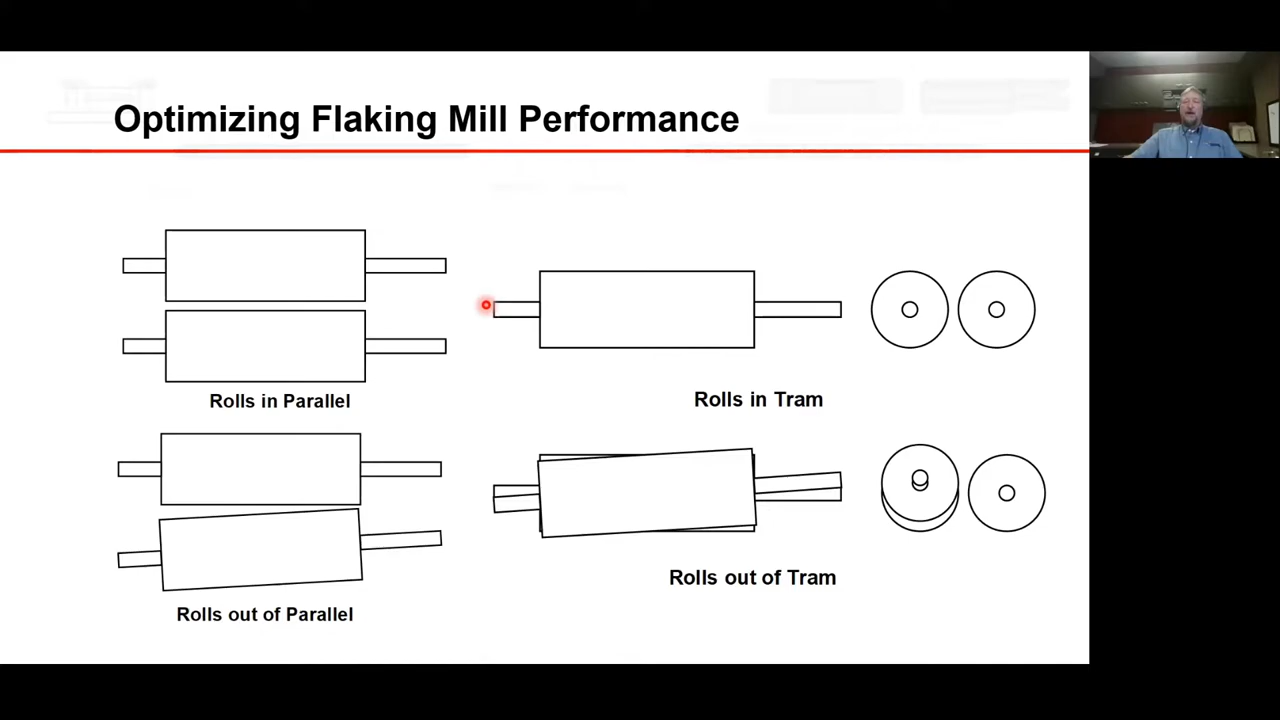 Optimizing Flaking Mill Performance
Rolls in Parallel
Rolls in Tram
Rolls out of Tram
Rolls out of Parallel